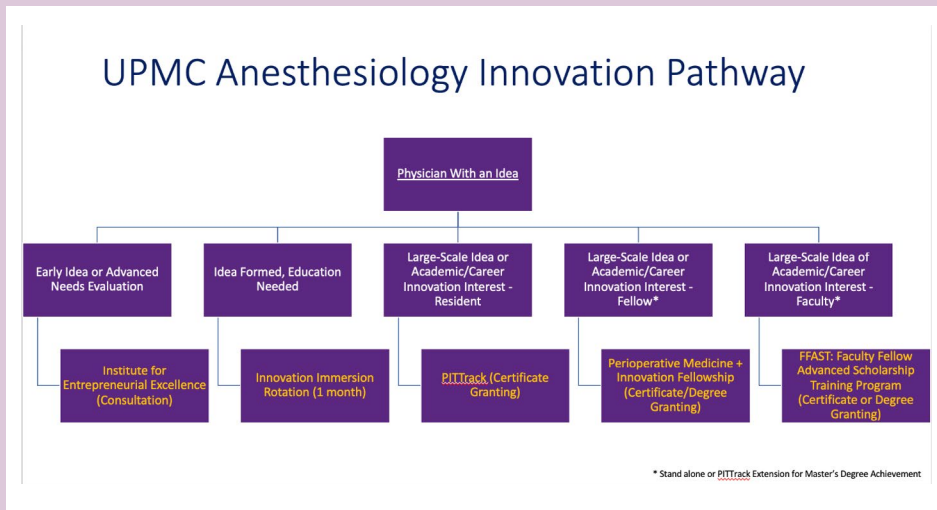 UPMC Anesthesiology Innovation Pathway
Physician With an Idea
Early Idea or Advanced
Needs Evaluation
Idea Formed, Education
Needed
Large-Scale Idea or
Academic/Career
Innovation Interest -
Resident
Large-Scale Idea or
Academic/Career
Innovation Interest -
Fellow*
Large-Scale Idea of
Academic/Career
Innovation Interest -
Faculty*
Institute for
Entrepreneurial Excellence
(Consultation)
Innovation Immersion
Rotation (1 month)
PITTrack (Certificate
Granting)
Perioperative Medicine +
Innovation Fellowship
(Certificate/Degree
Granting)
FFAST: Faculty Fellow
Advanced Scholarship
Training Program
(Certificate or Degree
Granting)
* Stand alone or PITTrack Extension for Master's Degree Achievement